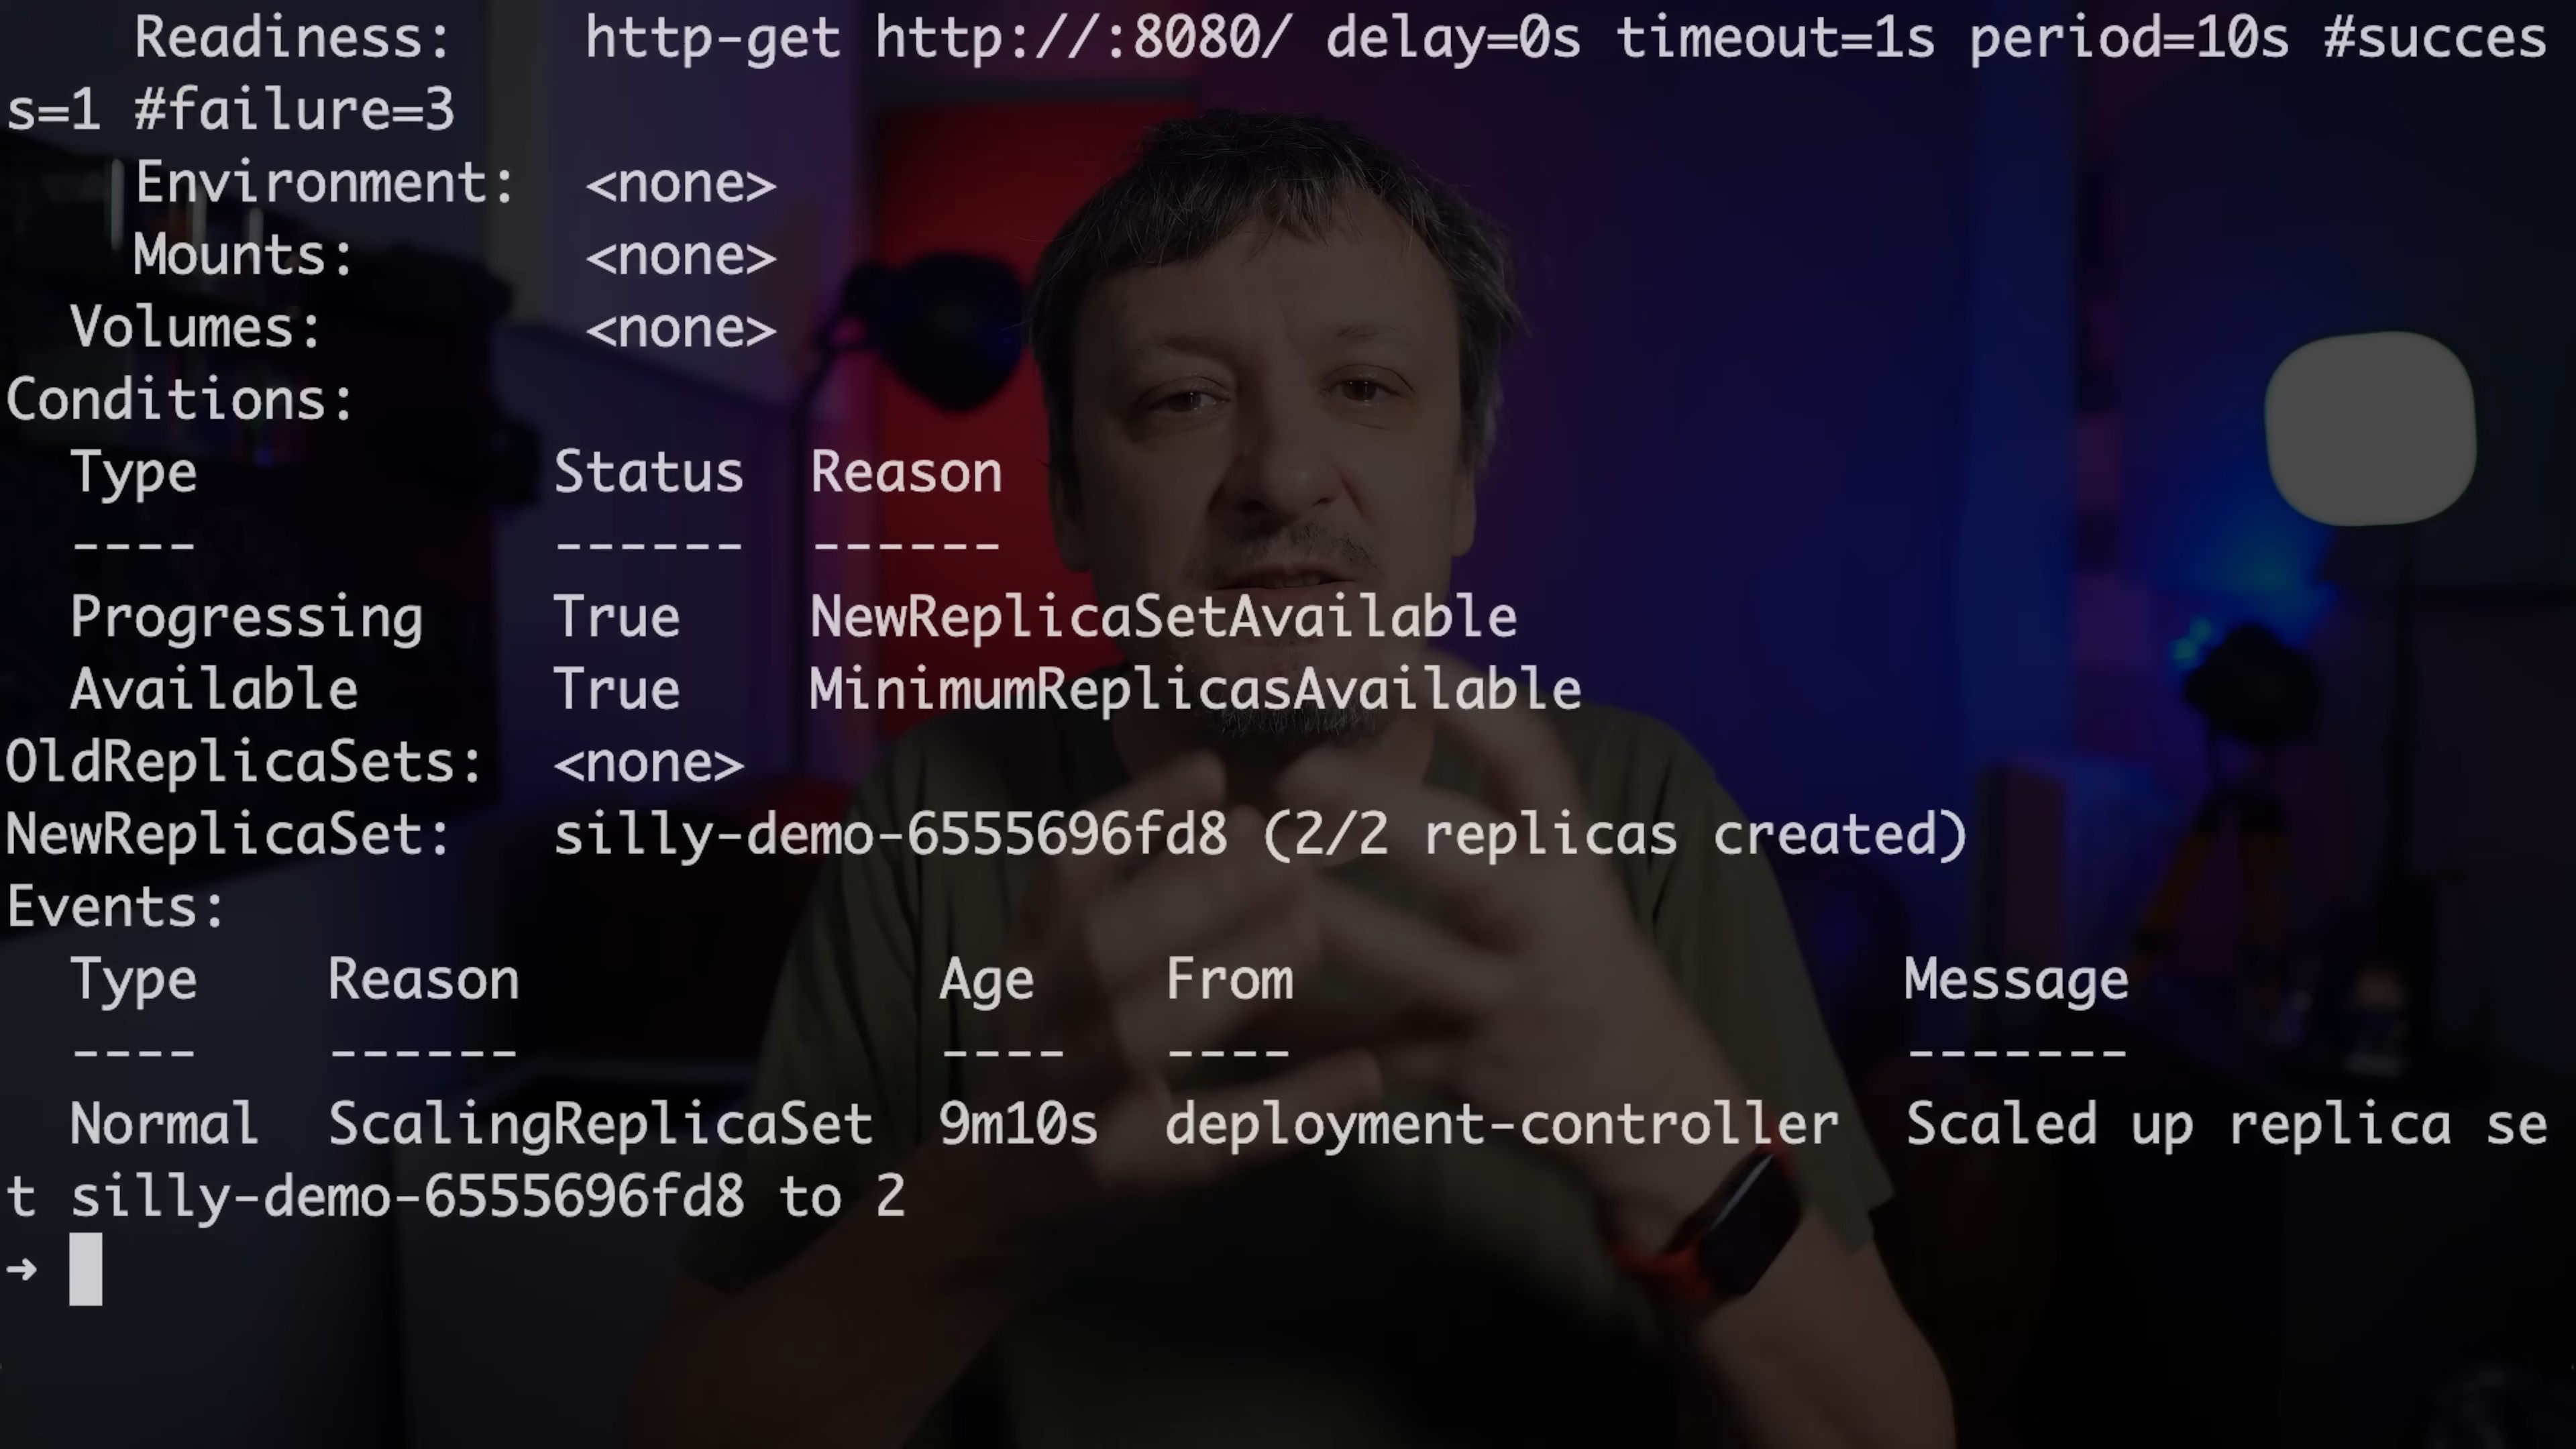 Readiness: http-get http://:8080/ delay=0s timeout=1s period=10s #succes
s=1 #failure=3
Environment: <none>
Mounts: <none>
Volumes: <none>
Conditions:
Type Status Reason
---- ------ ------
Progressing True NewReplicaSetAvailable
Available True MinimumReplicasAvailable
OldReplicaSets: <none>
NewReplicaSet: silly-demo-6555696fd8 (2/2 replicas created)
Events:
Type Reason Age From Message
---- ------ ---- ---- -------
Normal ScalingReplicaSet 9m10s deployment-controller Scaled up replica se
t silly-demo-6555696fd8 to 2
→